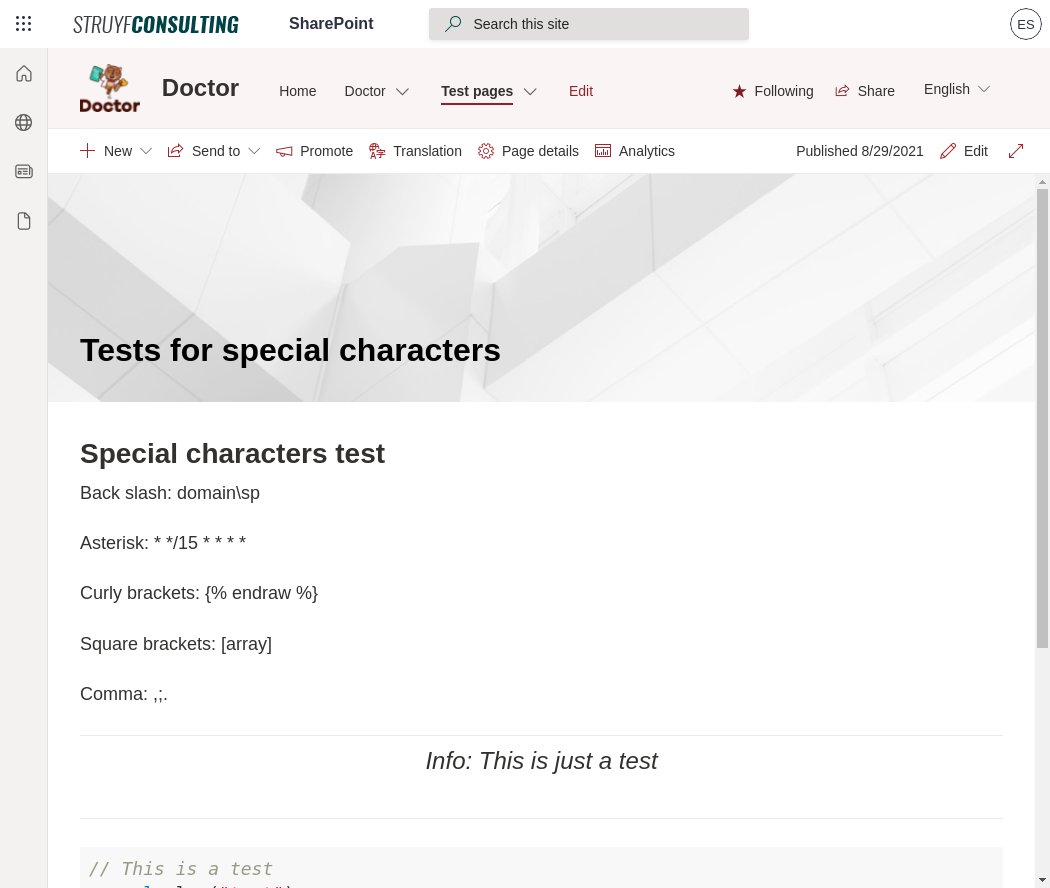 STRUYFCONSULTING SharePoint Search this site ES
Doctor Doctor Home Doctor Test pages Edit Following Share English
New Send to Promote Translation Page details Analytics Published 8/29/2021 Edit
Tests for special characters
Special characters test
Back slash: domain\sp
Asterisk: * */15 * * * *
Curly brackets: {% endraw %}
Square brackets: [array]
Comma: ,;.
Info: This is just a test
// This is a test